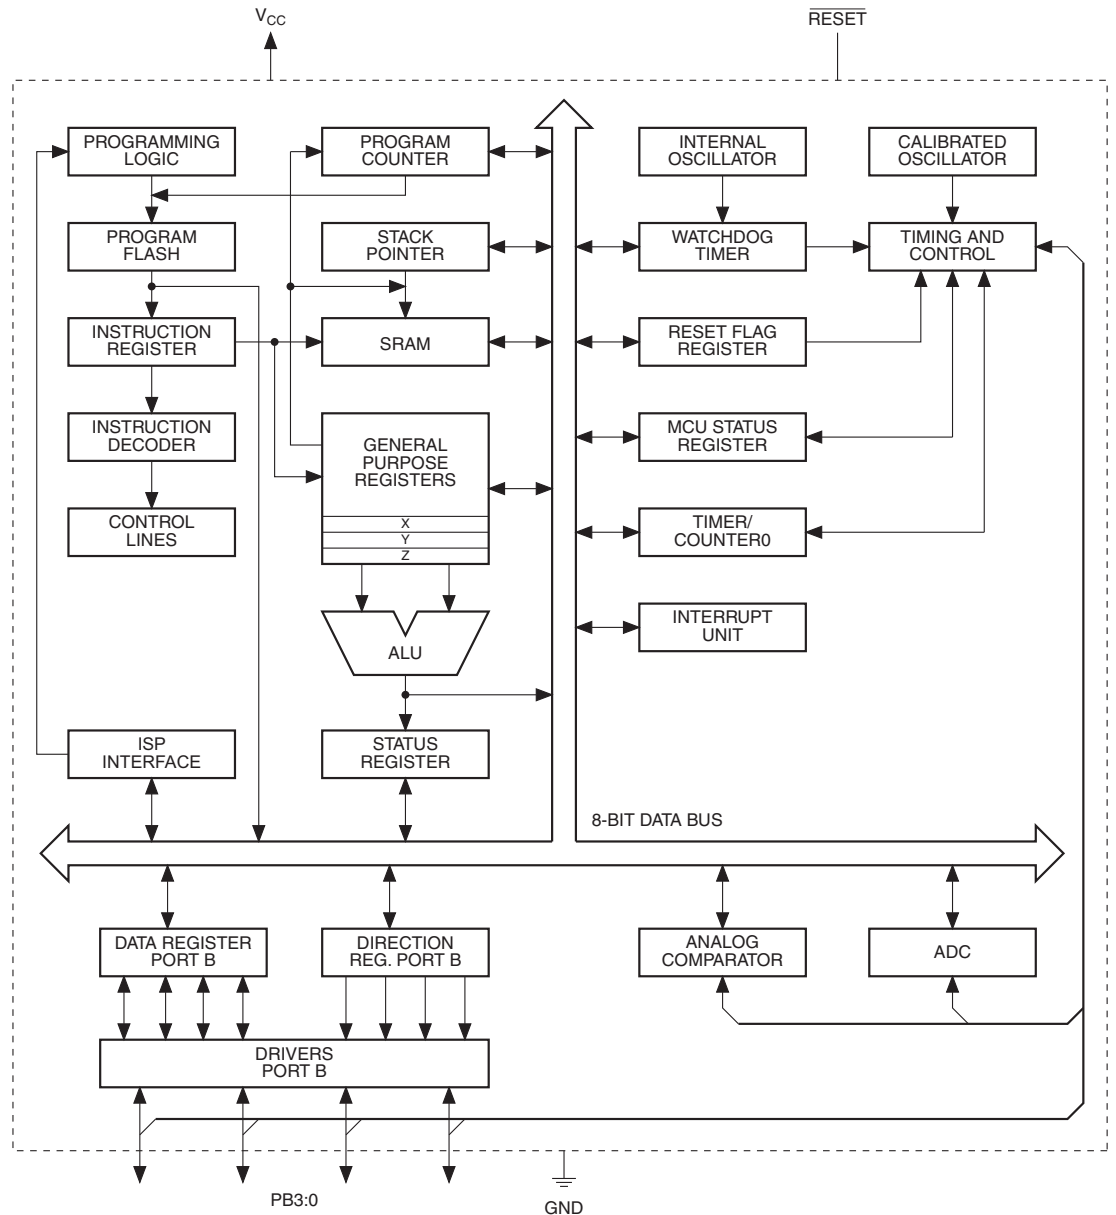 VCC
RESET
PROGRAMMING
LOGIC
PROGRAM
COUNTER
INTERNAL
OSCILLATOR
CALIBRATED
OSCILLATOR
PROGRAM
FLASH
STACK
POINTER
WATCHDOG
TIMER
TIMING AND
CONTROL
INSTRUCTION
REGISTER
SRAM
RESET FLAG
REGISTER
INSTRUCTION
DECODER
GENERAL
PURPOSE
REGISTERS
X
Y
Z
MCU STATUS
REGISTER
CONTROL
LINES
TIMER/
COUNTER0
ALU
INTERRUPT
UNIT
ISP
INTERFACE
STATUS
REGISTER
8-BIT DATA BUS
DATA REGISTER
PORT B
DIRECTION
REG. PORT B
ANALOG
COMPARATOR
ADC
DRIVERS
PORT B
PB3:0
GND